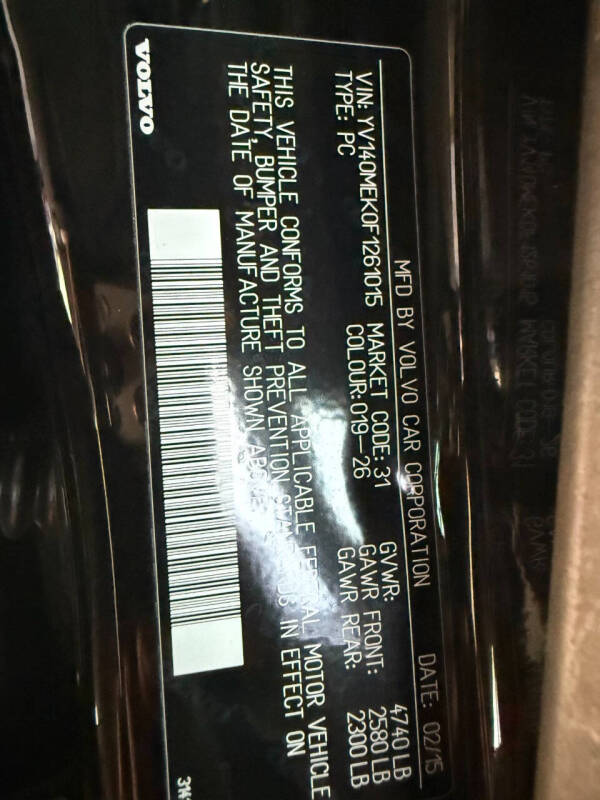 MFD BY VOLVO CAR CORPORATION DATE: 02/15
VIN: YV140MEK0F1261015 MARKET CODE: 31 GVWR: 4740 LB
TYPE: PC COLOUR: 019-26 GAWR FRONT: 2580 LB
GAWR REAR: 2300 LB
THIS VEHICLE CONFORMS TO ALL APPLICABLE FEDERAL MOTOR VEHICLE
SAFETY, BUMPER AND THEFT PREVENTION IN EFFECT ON
THE DATE OF MANUFACTURE SHOWN
VOLVO